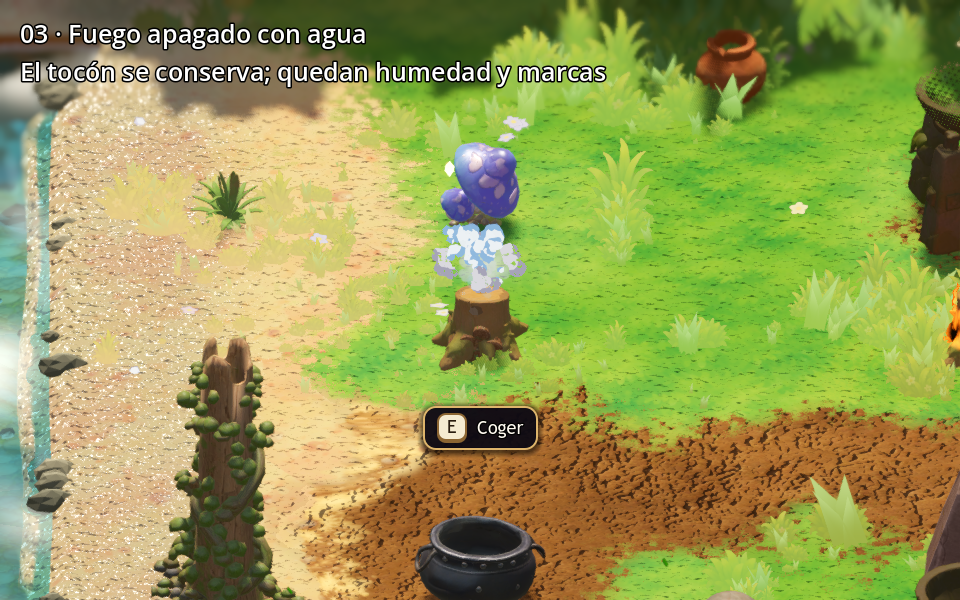 03 · Fuego apagado con agua
El tocón se conserva; quedan humedad y marcas
E Coger